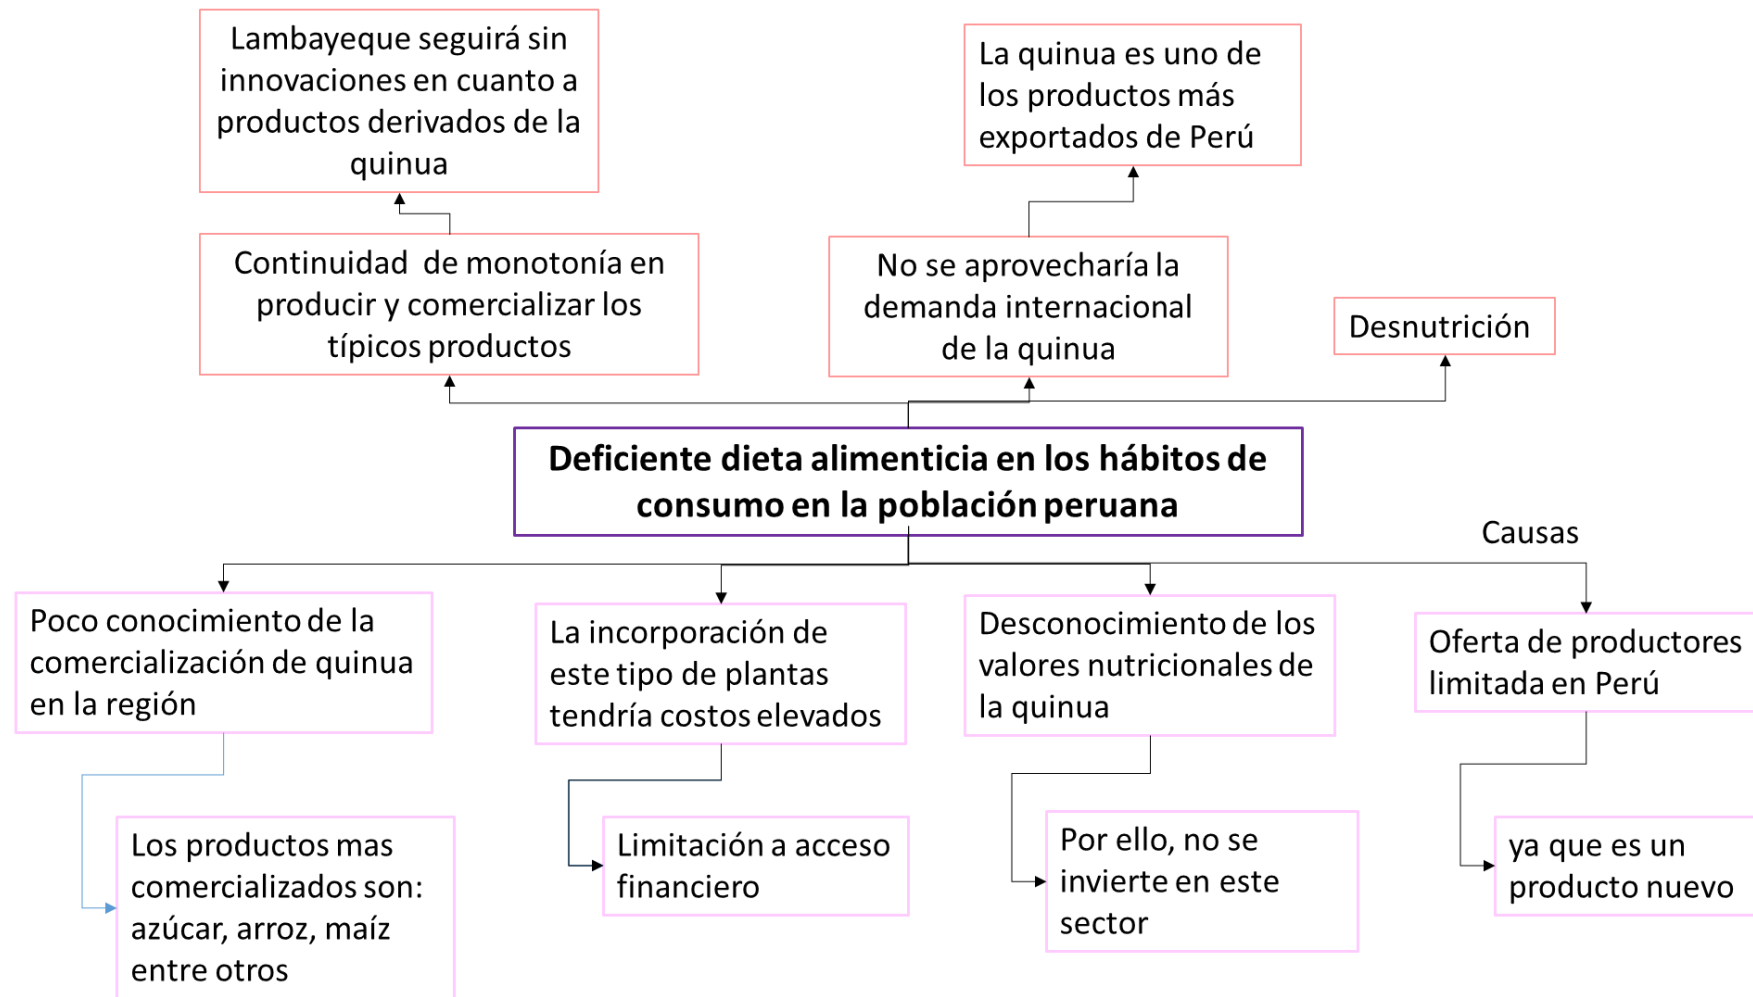 Lambayeque seguirá sin
innovaciones en cuanto a
productos derivados de la
quinua
La quinua es uno de
los productos más
exportados de Perú
Continuidad de monotonía en
producir y comercializar los
típicos productos
No se aprovecharía la
demanda internacional
de la quinua
Desnutrición
Deficiente dieta alimenticia en los hábitos de
consumo en la población peruana
Causas
Poco conocimiento de la
comercialización de quinua
en la región
La incorporación de
este tipo de plantas
tendría costos elevados
Desconocimiento de los
valores nutricionales de
la quinua
Oferta de productores
limitada en Perú
Los productos mas
comercializados son:
azúcar, arroz, maíz
entre otros
Limitación a acceso
financiero
Por ello, no se
invierte en este
sector
ya que es un
producto nuevo